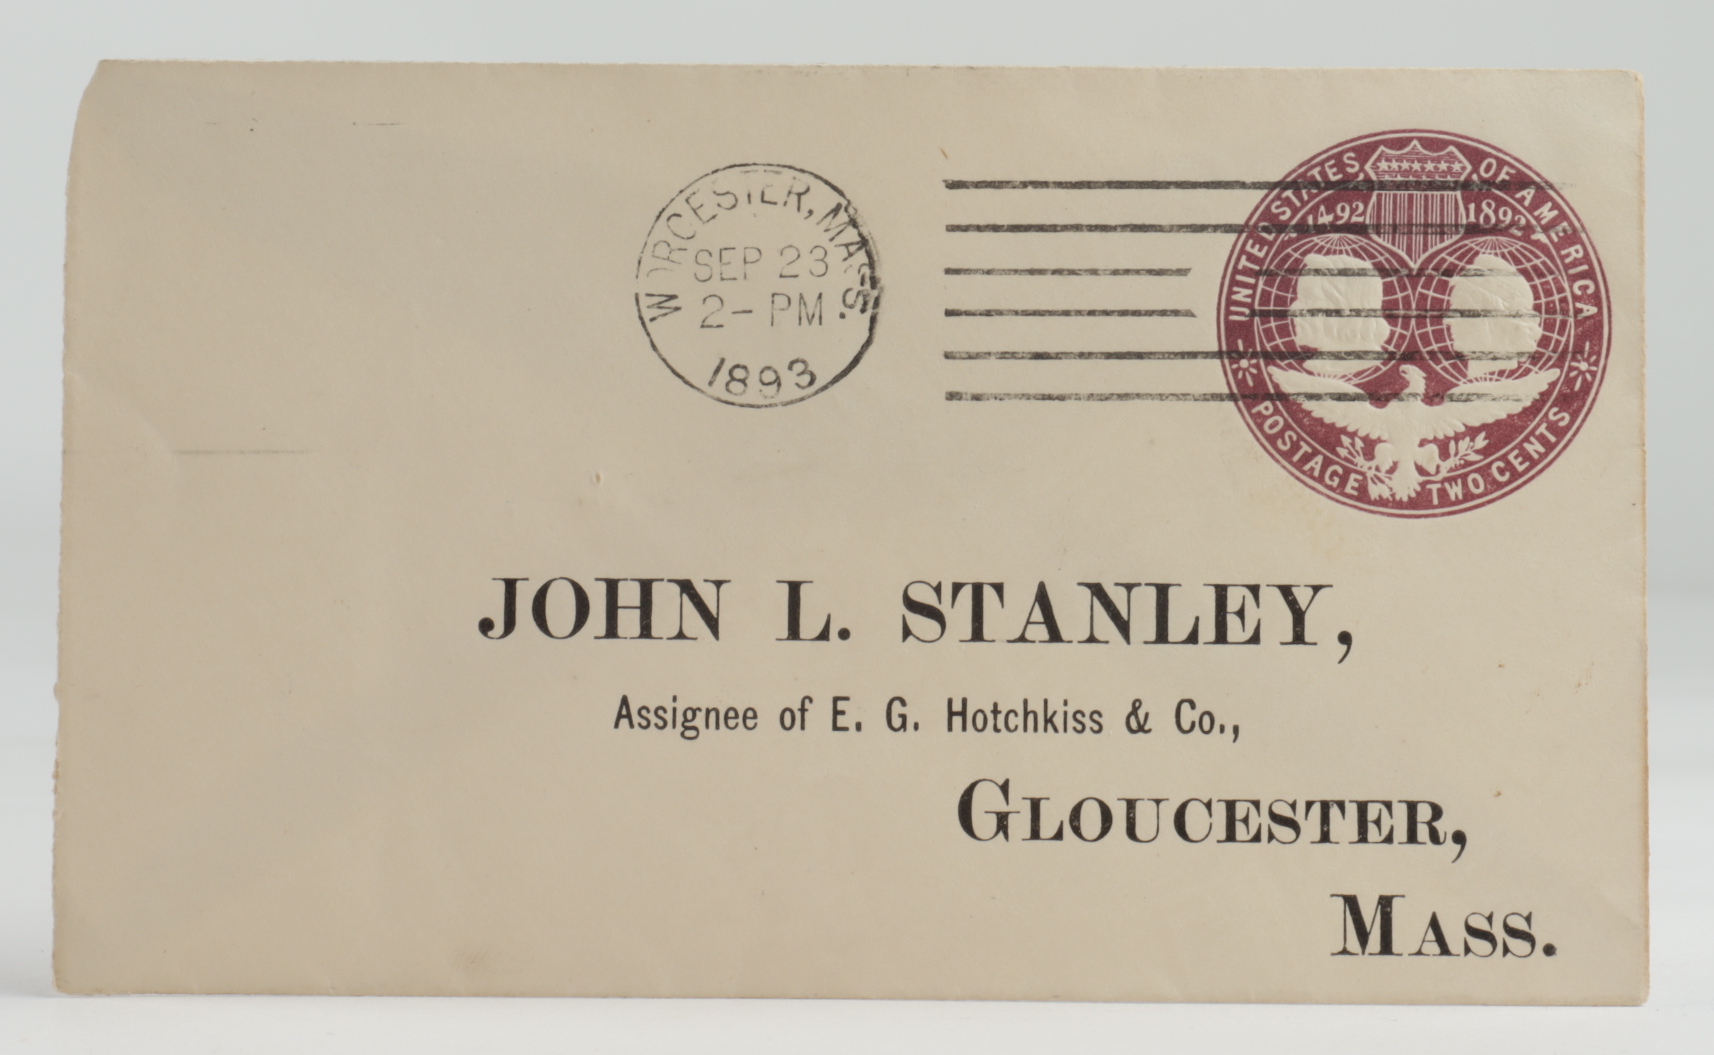 WORCESTER, MASS.
SEP 23
2- PM
1893
UNITED STATES OF AMERICA
1492 1892
POSTAGE TWO CENTS
JOHN L. STANLEY,
Assignee of E. G. Hotchkiss & Co.,
GLOUCESTER,
MASS.